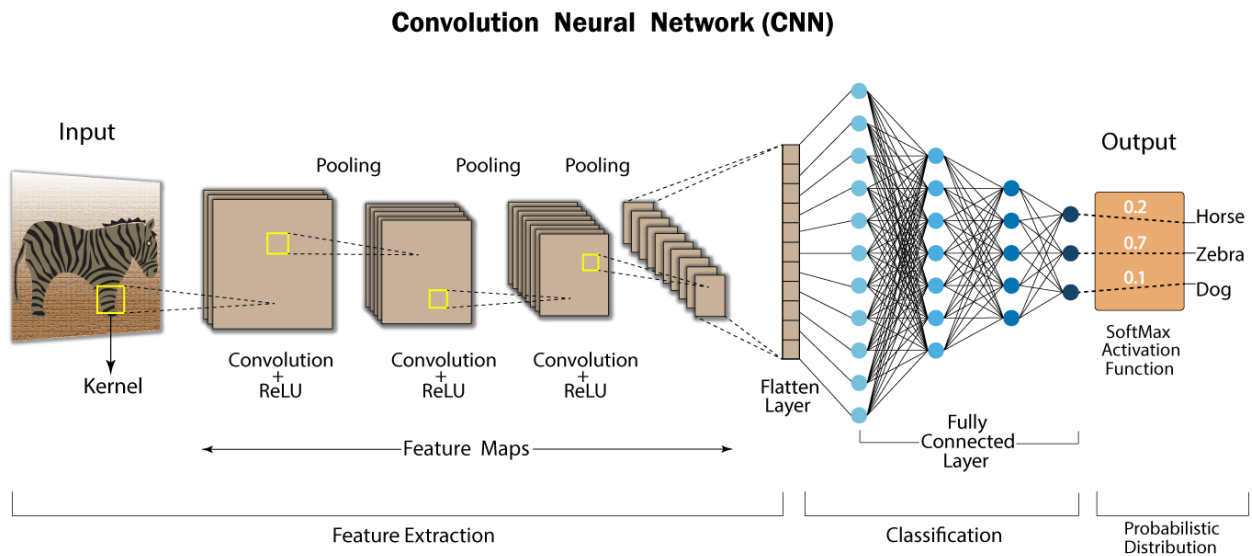 Convolution Neural Network (CNN)
Input
Kernel
Pooling
Pooling
Pooling
Convolution
+
ReLU
Convolution
+
ReLU
Convolution
+
ReLU
Feature Maps
Flatten
Layer
Fully
Connected
Layer
Output
0.2
Horse
0.7
Zebra
0.1
Dog
SoftMax
Activation
Function
Feature Extraction
Classification
Probabilistic
Distribution